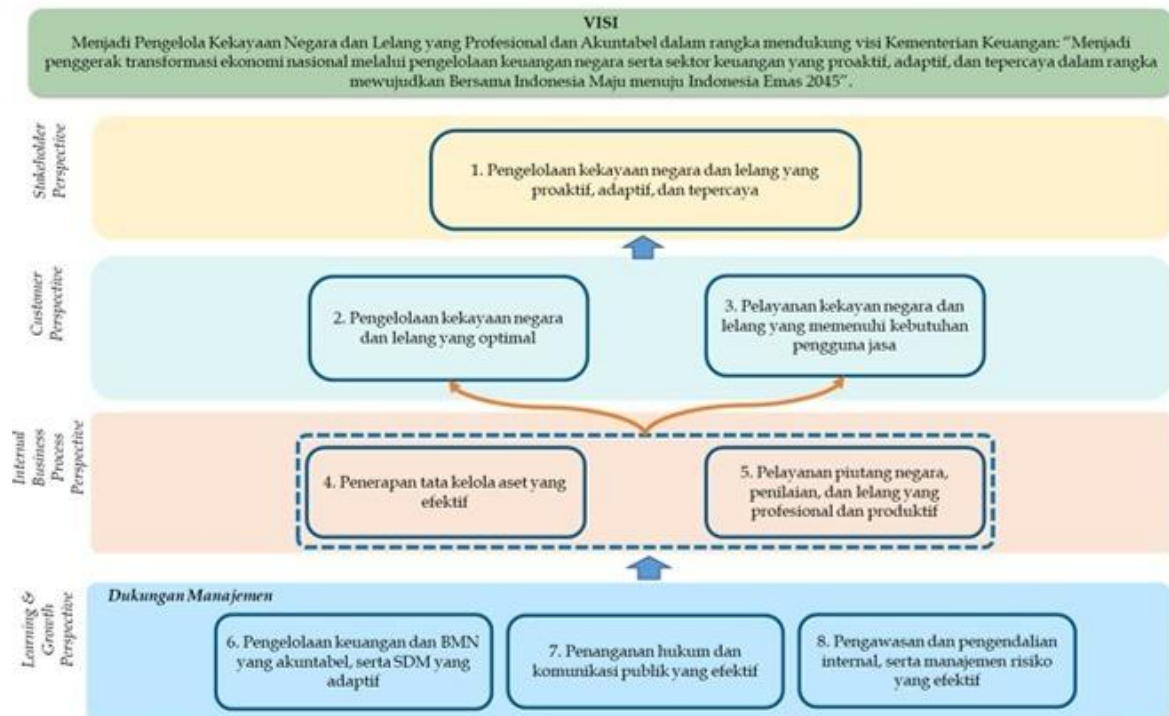 VISI
Menjadi Pengelola Kekayaan Negara dan Lelang yang Profesional dan Akuntabel dalam rangka mendukung visi Kementerian Keuangan: "Menjadi
penggerak transformasi ekonomi nasional melalui pengelolaan keuangan negara serta sektor keuangan yang proaktif, adaptif, dan tepercaya dalam rangka
mewujudkan Bersama Indonesia Maju menuju Indonesia Emas 2045".
Stakeholder
Perspective
1. Pengelolaan kekayaan negara dan lelang yang
proaktif, adaptif, dan tepercaya
Customer
Perspective
2. Pengelolaan kekayaan negara
dan lelang yang optimal
3. Pelayanan kekayan negara dan
lelang yang memenuhi kebutuhan
pengguna jasa
Internal
Business
Process
Perspective
4. Penerapan tata kelola aset yang
efektif
5. Pelayanan piutang negara,
penilaian, dan lelang yang
profesional dan produktif
Learning &
Growth
Perspective
Dukungan Manajemen
6. Pengelolaan keuangan dan BMN
yang akuntabel, serta SDM yang
adaptif
7. Penanganan hukum dan
komunikasi publik yang efektif
8. Pengawasan dan pengendalian
internal, serta manajemen risiko
yang efektif